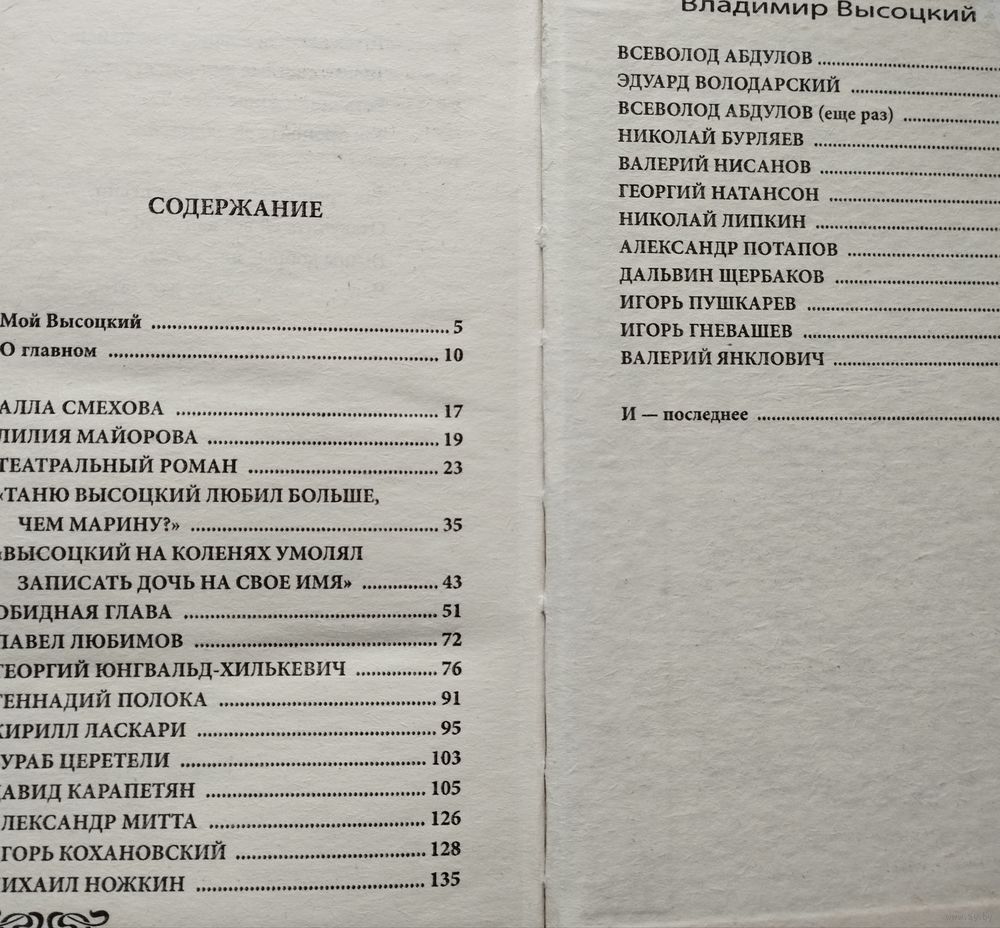 СОДЕРЖАНИЕ
Мой Высоцкий ........ 5
О главном ........ 10
АЛЛА СМЕХОВА ........ 17
ЛИЛИЯ МАЙОРОВА ........ 19
ТЕАТРАЛЬНЫЙ РОМАН ........ 23
«ТАНЮ ВЫСОЦКИЙ ЛЮБИЛ БОЛЬШЕ,
ЧЕМ МАРИНУ?» ........ 35
«ВЫСОЦКИЙ НА КОЛЕНЯХ УМОЛЯЛ
ЗАПИСАТЬ ДОЧЬ НА СВОЕ ИМЯ» ........ 43
ОБИДНАЯ ГЛАВА ........ 51
ПАВЕЛ ЛЮБИМОВ ........ 72
ГЕОРГИЙ ЮНГВАЛЬД-ХИЛЬКЕВИЧ ........ 76
ГЕННАДИЙ ПОЛОКА ........ 91
КИРИЛЛ ЛАСКАРИ ........ 95
УРАБ ЦЕРЕТЕЛИ ........ 103
ДАВИД КАРАПЕТЯН ........ 105
ЛЕКСАНДР МИТТА ........ 126
ГОРЬ КОХАНОВСКИЙ ........ 128
ИХАИЛ НОЖКИН ........ 135
Владимир Высоцкий
ВСЕВОЛОД АБДУЛОВ ........
ЭДУАРД ВОЛОДАРСКИЙ ........
ВСЕВОЛОД АБДУЛОВ (еще раз) ........
НИКОЛАЙ БУРЛЯЕВ ........
ВАЛЕРИЙ НИСАНОВ ........
ГЕОРГИЙ НАТАНСОН ........
НИКОЛАЙ ЛИПКИН ........
АЛЕКСАНДР ПОТАПОВ ........
ДАЛЬВИН ЩЕРБАКОВ ........
ИГОРЬ ПУШКАРЕВ ........
ИГОРЬ ГНЕВАШЕВ ........
ВАЛЕРИЙ ЯНКЛОВИЧ ........
И — последнее ........